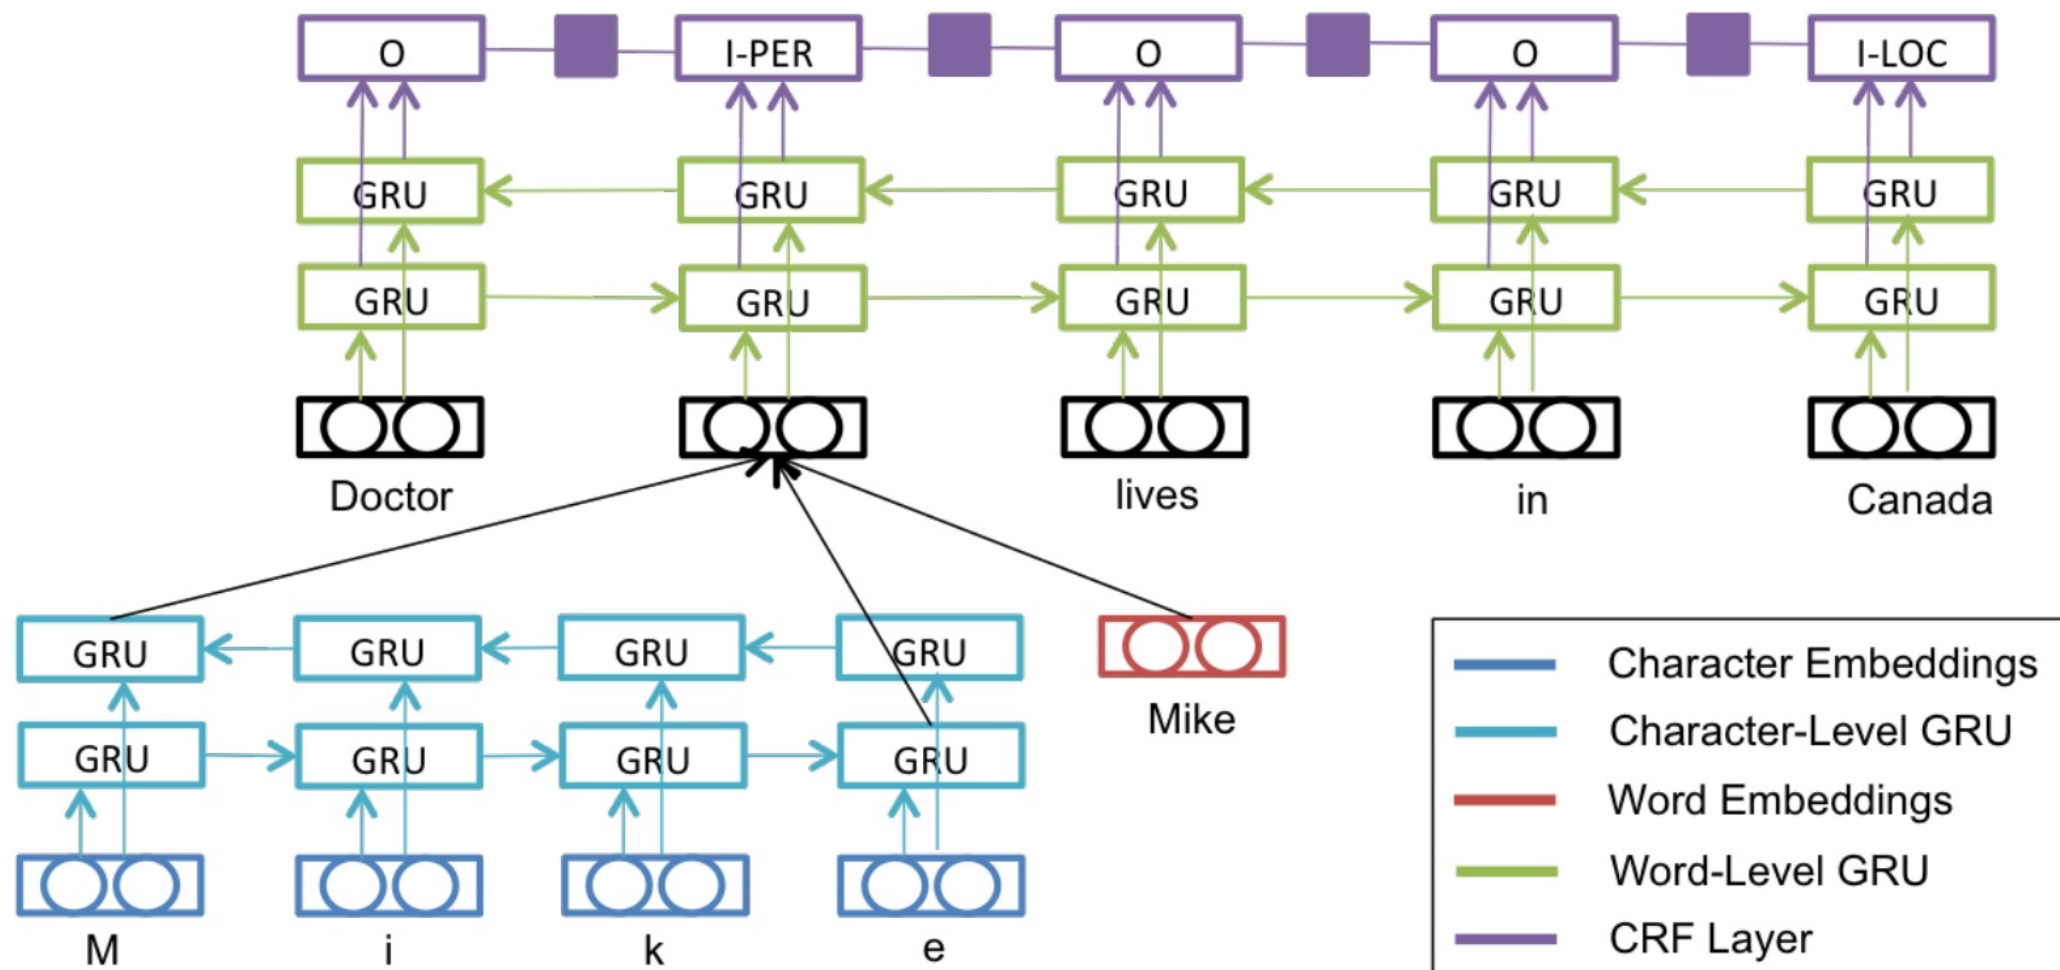 O I-PER O O I-LOC
GRU GRU GRU GRU GRU
GRU GRU GRU GRU GRU
Doctor lives in Canada
GRU GRU GRU GRU
Mike
GRU GRU GRU GRU
M i k e
Character Embeddings
Character-Level GRU
Word Embeddings
Word-Level GRU
CRF Layer